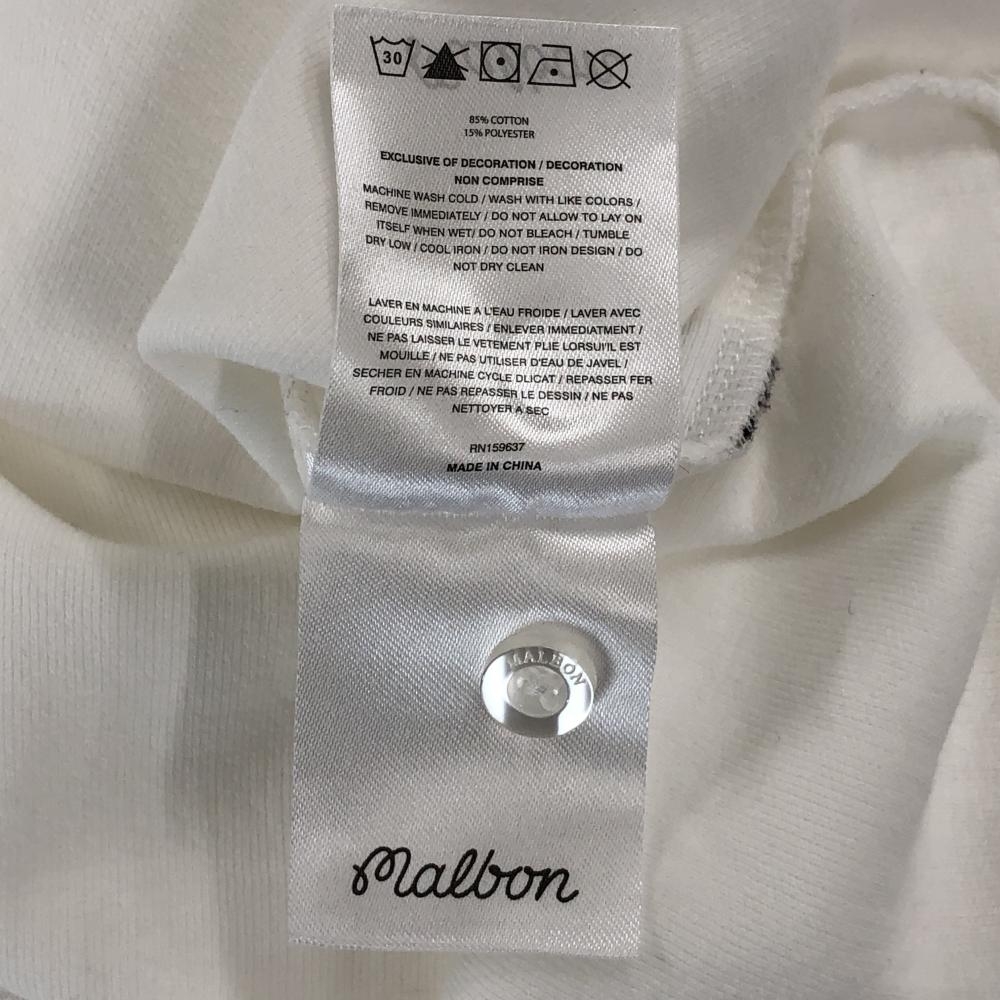 30
85% COTTON
15% POLYESTER
EXCLUSIVE OF DECORATION / DECORATION
NON COMPRISE
MACHINE WASH COLD / WASH WITH LIKE COLORS /
REMOVE IMMEDIATELY / DO NOT ALLOW TO LAY ON
ITSELF WHEN WET/ DO NOT BLEACH / TUMBLE
DRY LOW / COOL IRON / DO NOT IRON DESIGN / DO
NOT DRY CLEAN
LAVER EN MACHINE A L'EAU FROIDE / LAVER AVEC
COULEURS SIMILAIRES / ENLEVER IMMEDIATMENT /
NE PAS LAISSER LE VETEMENT PLIE LORSU'IL EST
MOUILLE / NE PAS UTILISER D'EAU DE JAVEL /
SECHER EN MACHINE CYCLE DLICAT / REPASSER FER
FROID / NE PAS REPASSER LE DESSIN / NE PAS
NETTOYER A SEC
RN159637
MADE IN CHINA
MALBON
Malbon